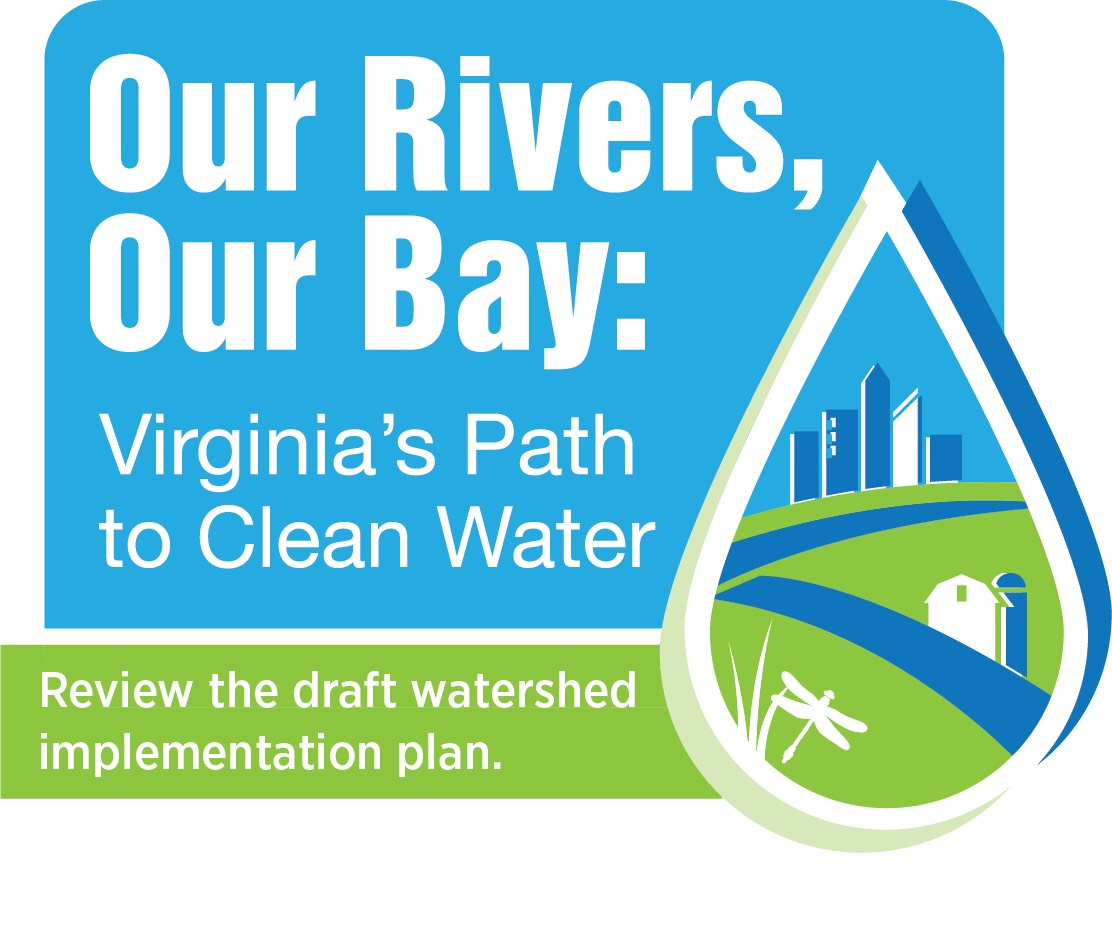 Our Rivers,
Our Bay:
Virginia’s Path
to Clean Water
Review the draft watershed
implementation plan.